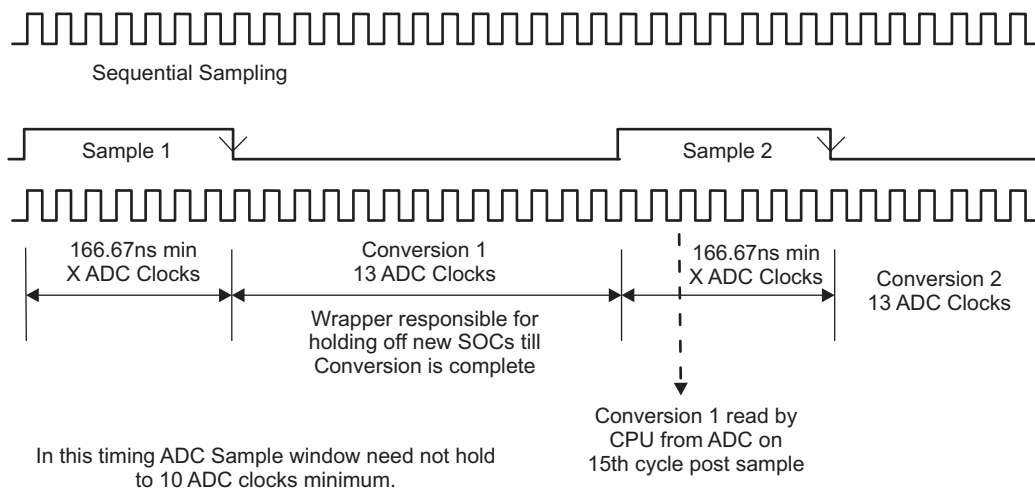 Sequential Sampling
Sample 1
Sample 2
166.67ns min
X ADC Clocks
Conversion 1
13 ADC Clocks
166.67ns min
X ADC Clocks
Conversion 2
13 ADC Clocks
Wrapper responsible for
holding off new SOCs till
Conversion is complete
Conversion 1 read by
CPU from ADC on
15th cycle post sample
In this timing ADC Sample window need not hold
to 10 ADC clocks minimum.